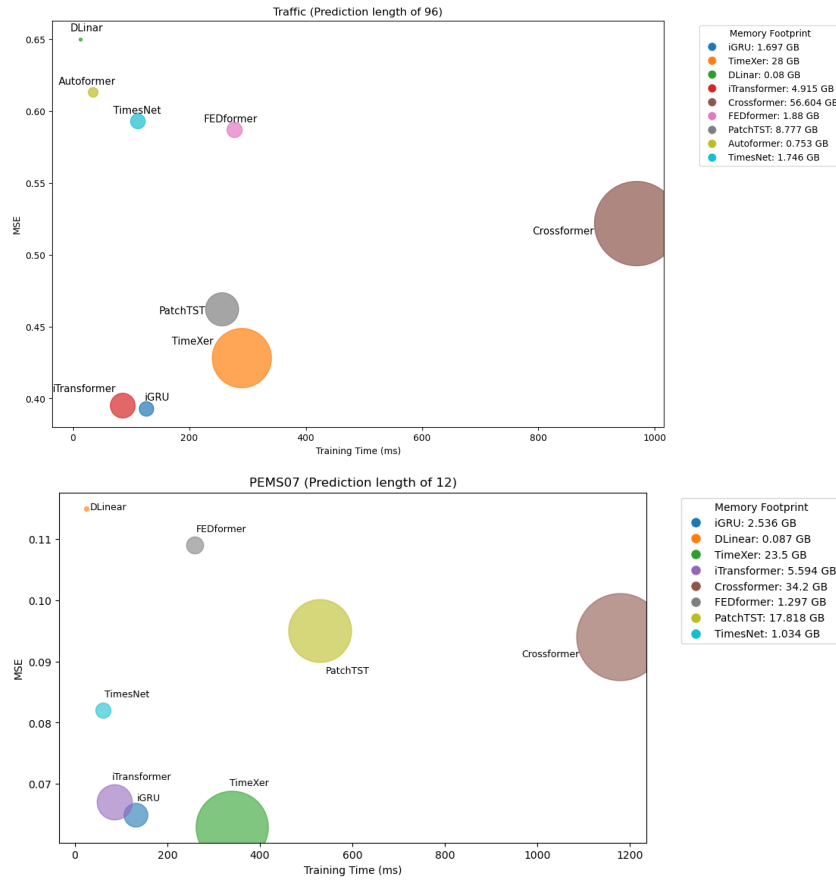 Traffic (Prediction length of 96)
DLinar
0.65
Autoformer
0.60
TimesNet
FEDformer
0.55
MSE
0.50
Crossformer
0.45
PatchTST
TimeXer
0.40
iTransformer
iGRU
0 200 400 600 800 1000
Training Time (ms)
Memory Footprint
iGRU: 1.697 GB
TimeXer: 28 GB
DLinar: 0.08 GB
iTransformer: 4.915 GB
Crossformer: 56.604 GB
FEDformer: 1.88 GB
PatchTST: 8.777 GB
Autoformer: 0.753 GB
TimesNet: 1.746 GB
PEMS07 (Prediction length of 12)
DLinear
0.11
FEDformer
0.10
MSE
0.09
PatchTST
Crossformer
0.08
TimesNet
0.07
iTransformer
iGRU
TimeXer
0 200 400 600 800 1000 1200
Training Time (ms)
Memory Footprint
iGRU: 2.536 GB
DLinear: 0.087 GB
TimeXer: 23.5 GB
iTransformer: 5.594 GB
Crossformer: 34.2 GB
FEDformer: 1.297 GB
PatchTST: 17.818 GB
TimesNet: 1.034 GB